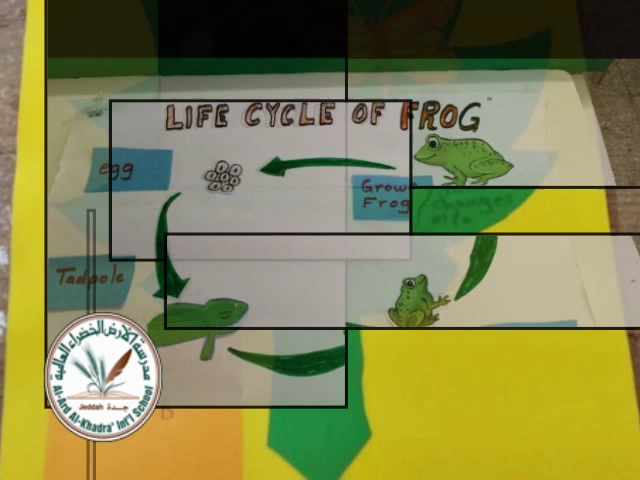 LIFE CYCLE OF FROG
egg
Grown
Frog
Tadpole
مدرسة الأرض الخضراء العالمية
Jeddah جدة
Al-Ard Al-Khadra' Int'l School